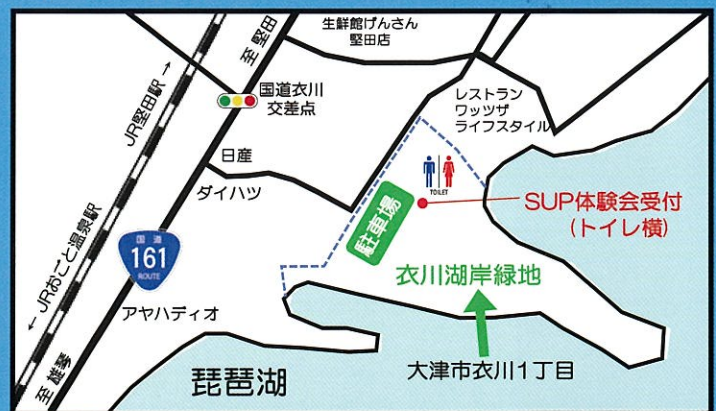 生鮮館げんさん
堅田店
至 堅田
国道衣川
交差点
JR堅田駅→
レストラン
ワッツザ
ライフスタイル
日産
ダイハツ
TOILET
駐車場
SUP体験会受付
(トイレ横)
国道
161
ROUTE
←JRおごと温泉駅
アヤハディオ
衣川湖岸緑地
大津市衣川1丁目
至 雄琴
琵琶湖